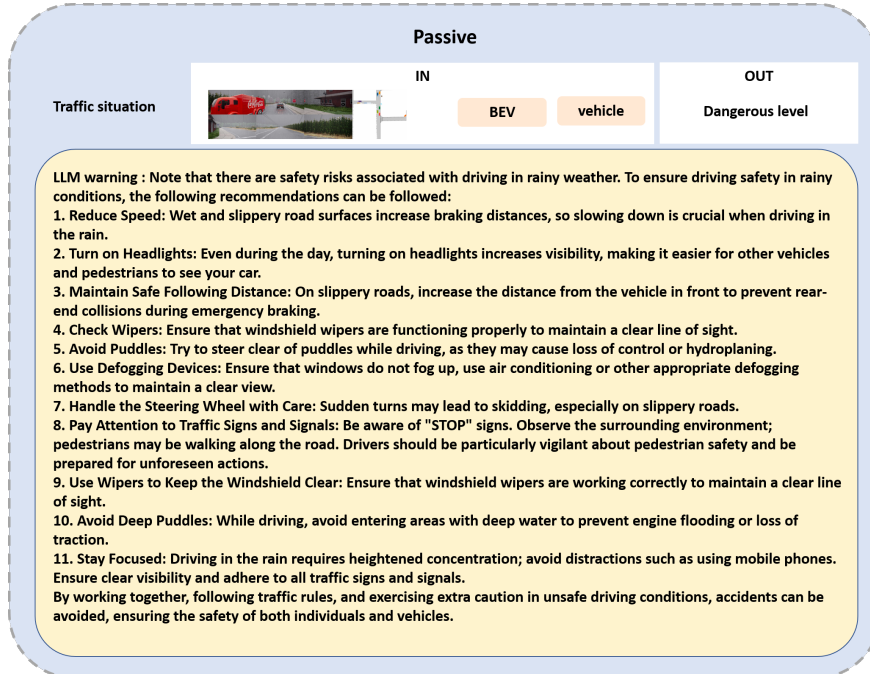 Passive
IN
OUT
Traffic situation
BEV
vehicle
Dangerous level
LLM warning : Note that there are safety risks associated with driving in rainy weather. To ensure driving safety in rainy
conditions, the following recommendations can be followed:
1. Reduce Speed: Wet and slippery road surfaces increase braking distances, so slowing down is crucial when driving in
the rain.
2. Turn on Headlights: Even during the day, turning on headlights increases visibility, making it easier for other vehicles
and pedestrians to see your car.
3. Maintain Safe Following Distance: On slippery roads, increase the distance from the vehicle in front to prevent rear-
end collisions during emergency braking.
4. Check Wipers: Ensure that windshield wipers are functioning properly to maintain a clear line of sight.
5. Avoid Puddles: Try to steer clear of puddles while driving, as they may cause loss of control or hydroplaning.
6. Use Defogging Devices: Ensure that windows do not fog up, use air conditioning or other appropriate defogging
methods to maintain a clear view.
7. Handle the Steering Wheel with Care: Sudden turns may lead to skidding, especially on slippery roads.
8. Pay Attention to Traffic Signs and Signals: Be aware of "STOP" signs. Observe the surrounding environment;
pedestrians may be walking along the road. Drivers should be particularly vigilant about pedestrian safety and be
prepared for unforeseen actions.
9. Use Wipers to Keep the Windshield Clear: Ensure that windshield wipers are working correctly to maintain a clear line
of sight.
10. Avoid Deep Puddles: While driving, avoid entering areas with deep water to prevent engine flooding or loss of
traction.
11. Stay Focused: Driving in the rain requires heightened concentration; avoid distractions such as using mobile phones.
Ensure clear visibility and adhere to all traffic signs and signals.
By working together, following traffic rules, and exercising extra caution in unsafe driving conditions, accidents can be
avoided, ensuring the safety of both individuals and vehicles.